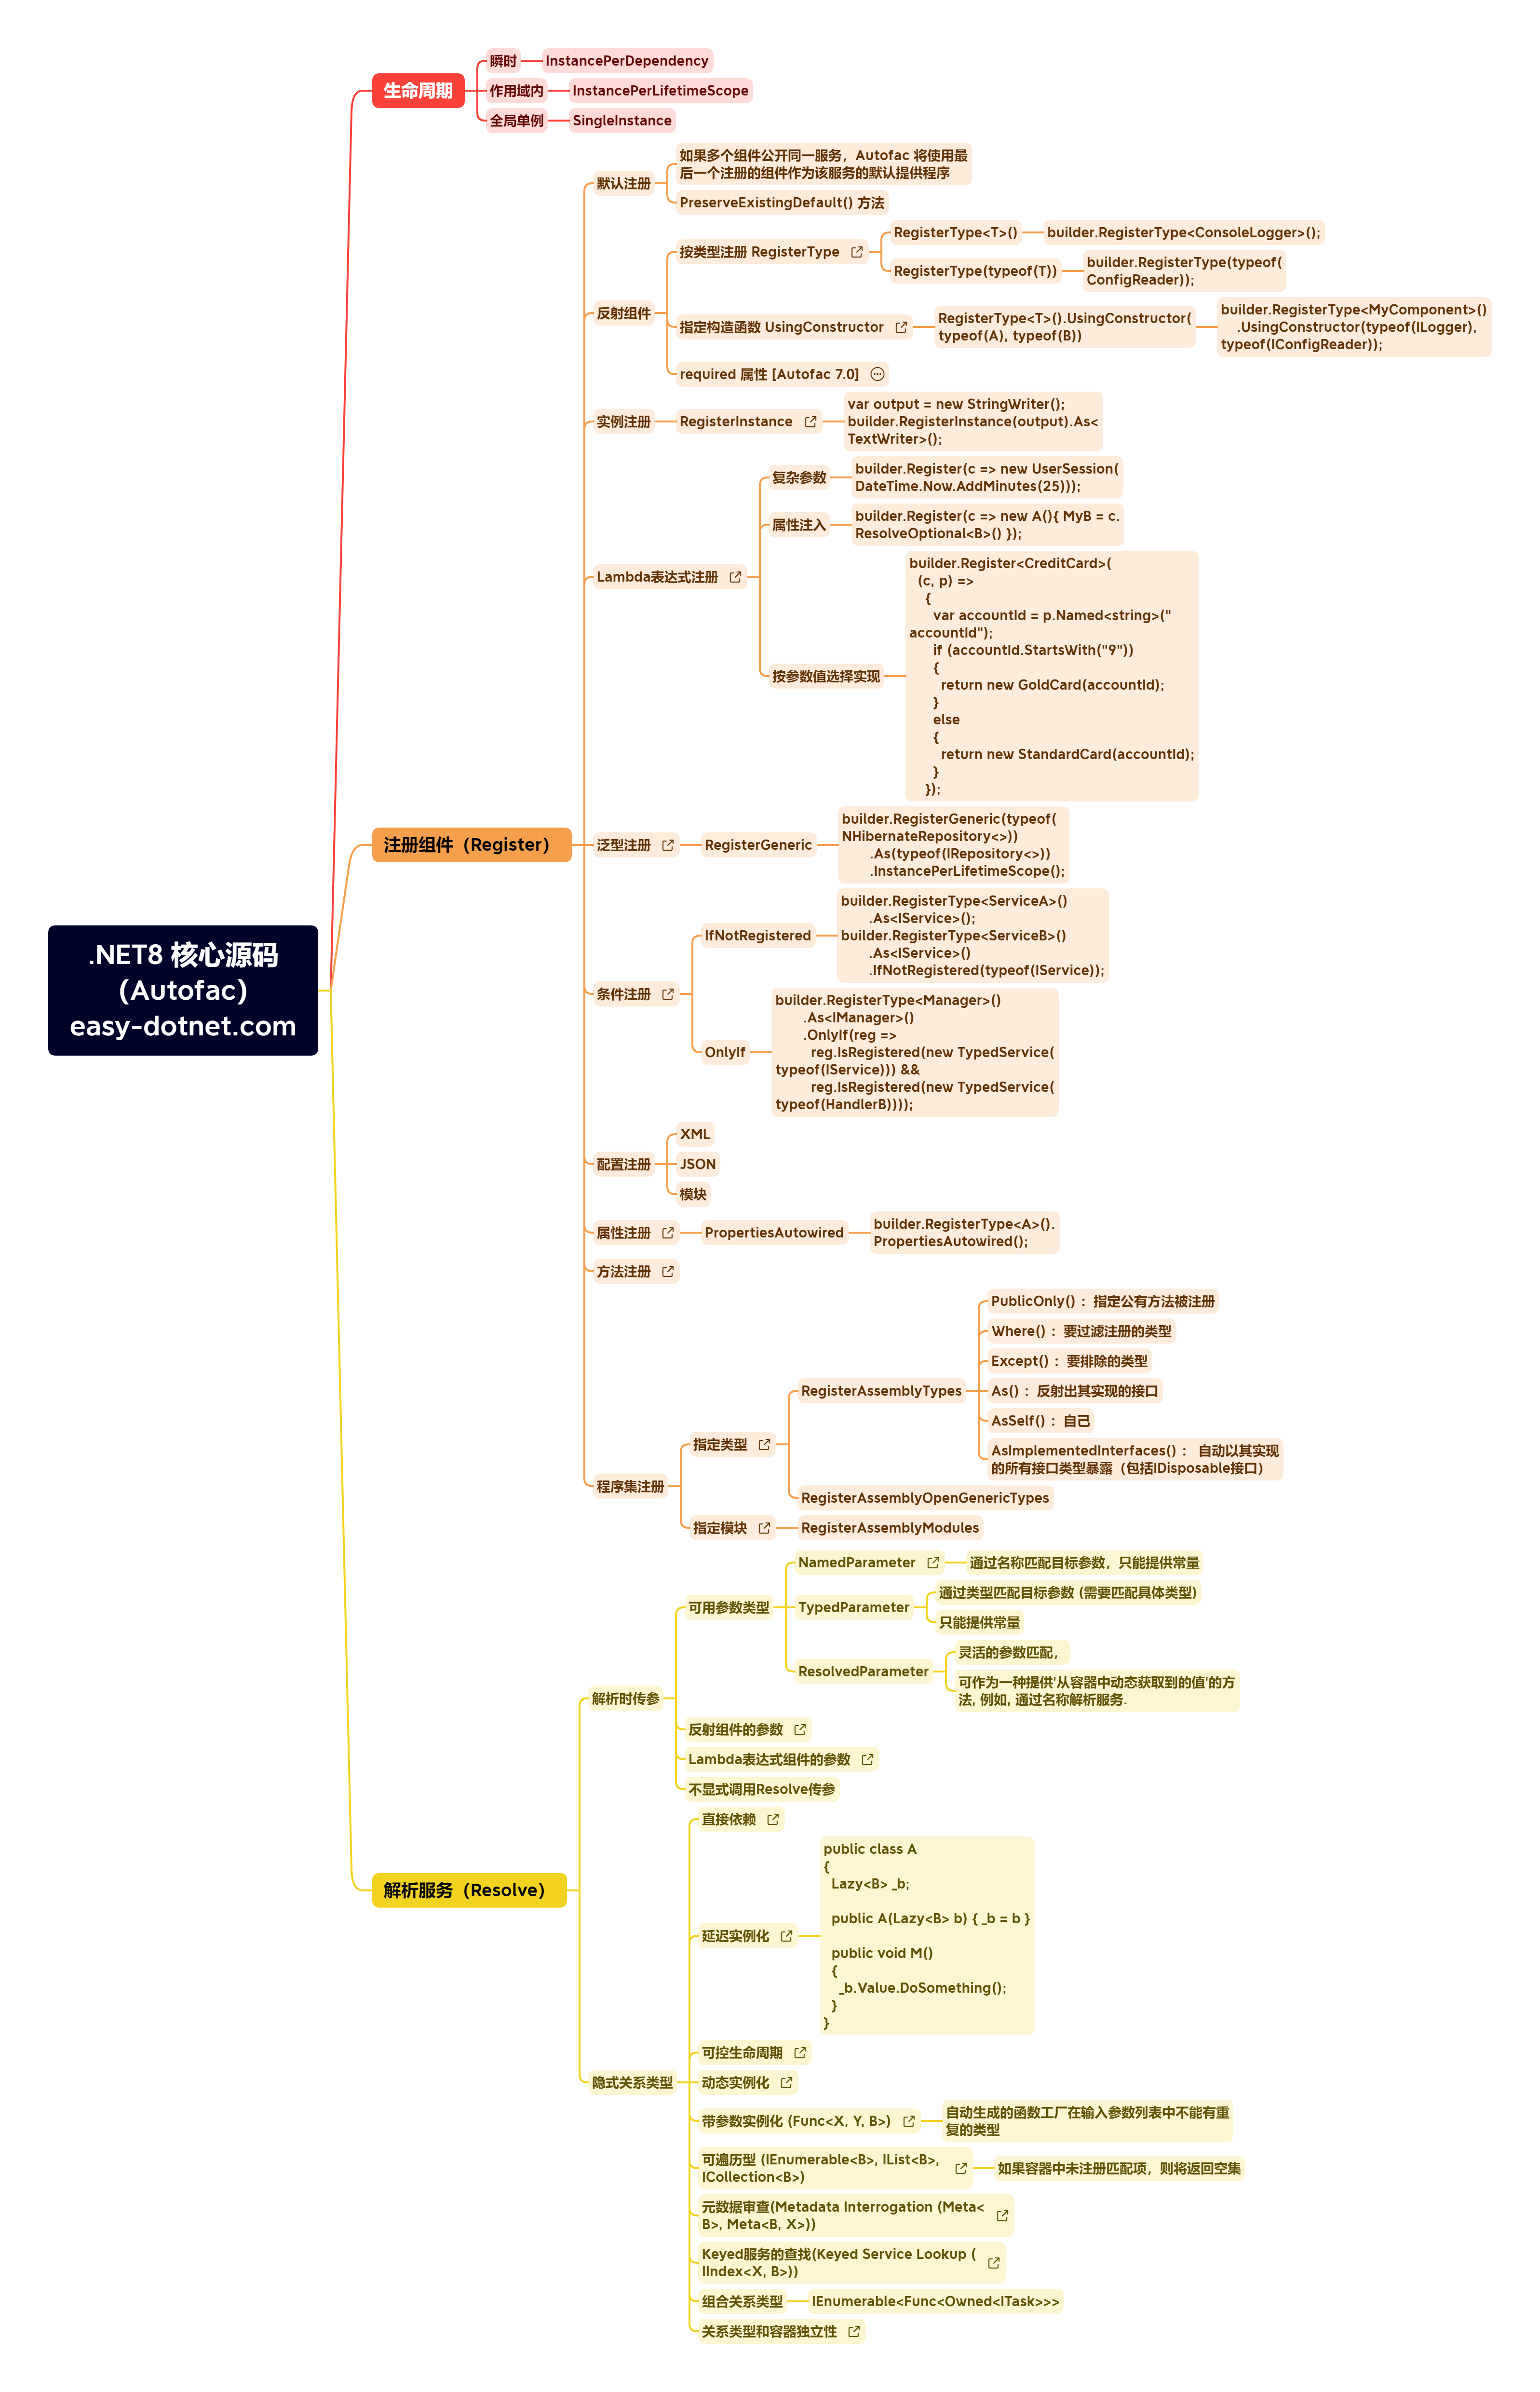 .NET8 核心源码
(Autofac)
easy-dotnet.com
生命周期
瞬时
InstancePerDependency
作用域内
InstancePerLifetimeScope
全局单例
SingleInstance
注册组件（Register）
默认注册
如果多个组件公开同一服务，Autofac 将使用最
后一个注册的组件作为该服务的默认提供程序
PreserveExistingDefault() 方法
反射组件
按类型注册 RegisterType
RegisterType<T>()
builder.RegisterType<ConsoleLogger>();
RegisterType(typeof(T))
builder.RegisterType(typeof(
ConfigReader));
指定构造函数 UsingConstructor
RegisterType<T>().UsingConstructor(
typeof(A), typeof(B))
builder.RegisterType<MyComponent>()
.UsingConstructor(typeof(ILogger),
typeof(IConfigReader));
required 属性 [Autofac 7.0]
实例注册
RegisterInstance
var output = new StringWriter();
builder.RegisterInstance(output).As<
TextWriter>();
Lambda表达式注册
复杂参数
builder.Register(c => new UserSession(
DateTime.Now.AddMinutes(25)));
属性注入
builder.Register(c => new A(){ MyB = c.
ResolveOptional<B>() });
按参数值选择实现
builder.Register<CreditCard>(
(c, p) =>
{
var accountId = p.Named<string>("
accountId");
if (accountId.StartsWith("9"))
{
return new GoldCard(accountId);
}
else
{
return new StandardCard(accountId);
}
});
泛型注册
RegisterGeneric
builder.RegisterGeneric(typeof(
NHibernateRepository<>))
.As(typeof(IRepository<>))
.InstancePerLifetimeScope();
条件注册
IfNotRegistered
builder.RegisterType<ServiceA>()
.As<IService>();
builder.RegisterType<ServiceB>()
.As<IService>()
.IfNotRegistered(typeof(IService));
OnlyIf
builder.RegisterType<Manager>()
.As<IManager>()
.OnlyIf(reg =>
reg.IsRegistered(new TypedService(
typeof(IService))) &&
reg.IsRegistered(new TypedService(
typeof(HandlerB))));
配置注册
XML
JSON
模块
属性注册
PropertiesAutowired
builder.RegisterType<A>().
PropertiesAutowired();
方法注册
程序集注册
指定类型
RegisterAssemblyTypes
PublicOnly() ：指定公有方法被注册
Where() ：要过滤注册的类型
Except() ：要排除的类型
As() ：反射出其实现的接口
AsSelf() ：自己
AsImplementedInterfaces() ： 自动以其实现
的所有接口类型暴露（包括IDisposable接口）
RegisterAssemblyOpenGenericTypes
指定模块
RegisterAssemblyModules
解析服务（Resolve）
解析时传参
可用参数类型
NamedParameter
通过名称匹配目标参数，只能提供常量
TypedParameter
通过类型匹配目标参数 (需要匹配具体类型)
只能提供常量
ResolvedParameter
灵活的参数匹配，
可作为一种提供'从容器中动态获取到的值'的方
法, 例如, 通过名称解析服务.
反射组件的参数
Lambda表达式组件的参数
不显式调用Resolve传参
隐式关系类型
直接依赖
延迟实例化
public class A
{
Lazy<B> _b;
public A(Lazy<B> b) { _b = b }
public void M()
{
_b.Value.DoSomething();
}
}
可控生命周期
动态实例化
带参数实例化 (Func<X, Y, B>)
自动生成的函数工厂在输入参数列表中不能有重
复的类型
可遍历型 (IEnumerable<B>, IList<B>,
ICollection<B>)
如果容器中未注册匹配项，则将返回空集
元数据审查(Metadata Interrogation (Meta<
B>, Meta<B, X>))
Keyed服务的查找(Keyed Service Lookup (
IIndex<X, B>))
组合关系类型
IEnumerable<Func<Owned<ITask>>>
关系类型和容器独立性